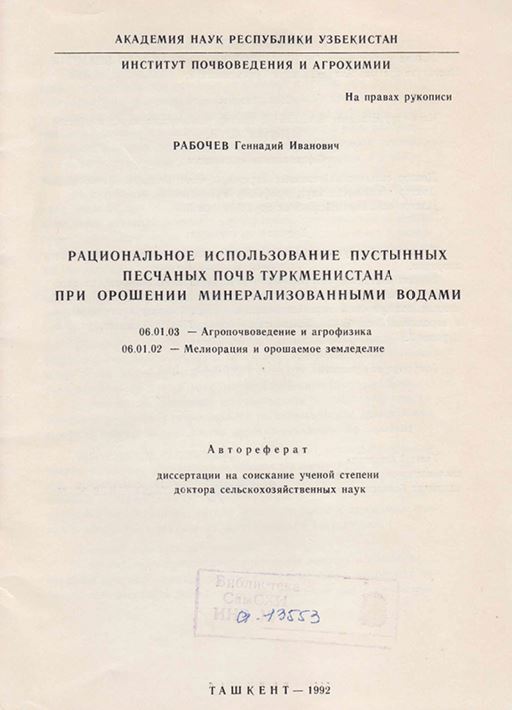 АКАДЕМИЯ НАУК РЕСПУБЛИКИ УЗБЕКИСТАН
ИНСТИТУТ ПОЧВОВЕДЕНИЯ И АГРОХИМИИ
На правах рукописи
РАБОЧЕВ Геннадий Иванович
РАЦИОНАЛЬНОЕ ИСПОЛЬЗОВАНИЕ ПУСТЫННЫХ
ПЕСЧАНЫХ ПОЧВ ТУРКМЕНИСТАНА
ПРИ ОРОШЕНИИ МИНЕРАЛИЗОВАННЫМИ ВОДАМИ
06.01.03 — Агропочвоведение и агрофизика
06.01.02 — Мелиорация и орошаемое земледелие
Автореферат
диссертации на соискание ученой степени
доктора сельскохозяйственных наук
Библиотека
СамСХИ
а-13553
ТАШКЕНТ — 1992